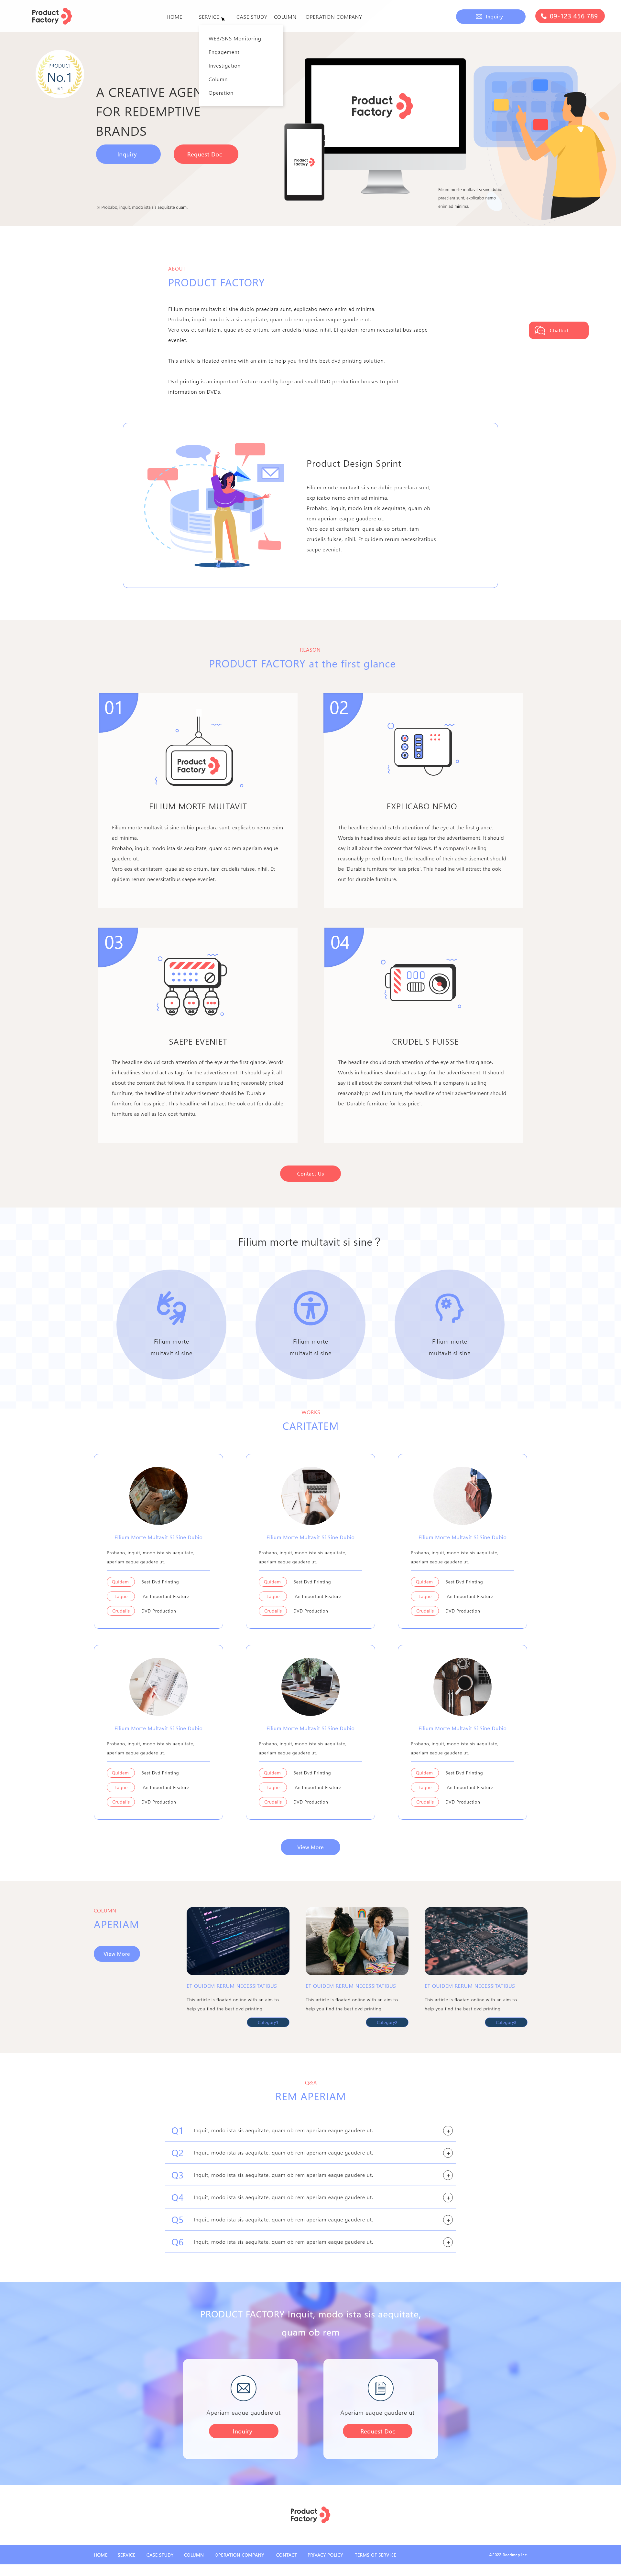 Product
Factory
HOME
SERVICE
CASE STUDY
COLUMN
OPERATION COMPANY
Inquiry
09-123 456 789
WEB/SNS Monitoring
Engagement
Investigation
Column
Operation
PRODUCT
No.1
※1
A CREATIVE AGEN
FOR REDEMPTIVE
BRANDS
Inquiry
Request Doc
Product
Factory
Product
Factory
Filium morte multavit si sine dubio
praeclara sunt, explicabo nemo
enim ad minima.
※ Probabo, inquit, modo ista sis aequitate quam.
ABOUT
PRODUCT FACTORY
Filium morte multavit si sine dubio praeclara sunt, explicabo nemo enim ad minima.
Probabo, inquit, modo ista sis aequitate, quam ob rem aperiam eaque gaudere ut.
Vero eos et caritatem, quae ab eo ortum, tam crudelis fuisse, nihil. Et quidem rerum necessitatibus saepe
eveniet.
This article is floated online with an aim to help you find the best dvd printing solution.
Dvd printing is an important feature used by large and small DVD production houses to print
information on DVDs.
Chatbot
Product Design Sprint
Filium morte multavit si sine dubio praeclara sunt,
explicabo nemo enim ad minima.
Probabo, inquit, modo ista sis aequitate, quam ob
rem aperiam eaque gaudere ut.
Vero eos et caritatem, quae ab eo ortum, tam
crudelis fuisse, nihil. Et quidem rerum necessitatibus
saepe eveniet.
REASON
PRODUCT FACTORY at the first glance
01
Product
Factory
FILIUM MORTE MULTAVIT
Filium morte multavit si sine dubio praeclara sunt, explicabo nemo enim
ad minima.
Probabo, inquit, modo ista sis aequitate, quam ob rem aperiam eaque
gaudere ut.
Vero eos et caritatem, quae ab eo ortum, tam crudelis fuisse, nihil. Et
quidem rerum necessitatibus saepe eveniet.
02
EXPLICABO NEMO
The headline should catch attention of the eye at the first glance.
Words in headlines should act as tags for the advertisement. It should
say it all about the content that follows. If a company is selling
reasonably priced furniture, the headline of their advertisement should
be 'Durable furniture for less price'. This headline will attract the ook
out for durable furniture.
03
SAEPE EVENIET
The headline should catch attention of the eye at the first glance. Words
in headlines should act as tags for the advertisement. It should say it all
about the content that follows. If a company is selling reasonably priced
furniture, the headline of their advertisement should be 'Durable
furniture for less price'. This headline will attract the ook out for durable
furniture as well as low cost furnitu.
04
CRUDELIS FUISSE
The headline should catch attention of the eye at the first glance.
Words in headlines should act as tags for the advertisement. It should
say it all about the content that follows. If a company is selling
reasonably priced furniture, the headline of their advertisement should
be 'Durable furniture for less price'.
Contact Us
Filium morte multavit si sine ?
Filium morte
multavit si sine
Filium morte
multavit si sine
Filium morte
multavit si sine
WORKS
CARITATEM
Filium Morte Multavit Si Sine Dubio
Probabo, inquit, modo ista sis aequitate,
aperiam eaque gaudere ut.
Quidem Best Dvd Printing
Eaque An Important Feature
Crudelis DVD Production
Filium Morte Multavit Si Sine Dubio
Probabo, inquit, modo ista sis aequitate,
aperiam eaque gaudere ut.
Quidem Best Dvd Printing
Eaque An Important Feature
Crudelis DVD Production
Filium Morte Multavit Si Sine Dubio
Probabo, inquit, modo ista sis aequitate,
aperiam eaque gaudere ut.
Quidem Best Dvd Printing
Eaque An Important Feature
Crudelis DVD Production
Filium Morte Multavit Si Sine Dubio
Probabo, inquit, modo ista sis aequitate,
aperiam eaque gaudere ut.
Quidem Best Dvd Printing
Eaque An Important Feature
Crudelis DVD Production
Filium Morte Multavit Si Sine Dubio
Probabo, inquit, modo ista sis aequitate,
aperiam eaque gaudere ut.
Quidem Best Dvd Printing
Eaque An Important Feature
Crudelis DVD Production
Filium Morte Multavit Si Sine Dubio
Probabo, inquit, modo ista sis aequitate,
aperiam eaque gaudere ut.
Quidem Best Dvd Printing
Eaque An Important Feature
Crudelis DVD Production
View More
COLUMN
APERIAM
View More
ET QUIDEM RERUM NECESSITATIBUS
This article is floated online with an aim to
help you find the best dvd printing.
Category1
ET QUIDEM RERUM NECESSITATIBUS
This article is floated online with an aim to
help you find the best dvd printing.
Category2
ET QUIDEM RERUM NECESSITATIBUS
This article is floated online with an aim to
help you find the best dvd printing.
Category3
Q&A
REM APERIAM
Q1 Inquit, modo ista sis aequitate, quam ob rem aperiam eaque gaudere ut. +
Q2 Inquit, modo ista sis aequitate, quam ob rem aperiam eaque gaudere ut. +
Q3 Inquit, modo ista sis aequitate, quam ob rem aperiam eaque gaudere ut. +
Q4 Inquit, modo ista sis aequitate, quam ob rem aperiam eaque gaudere ut. +
Q5 Inquit, modo ista sis aequitate, quam ob rem aperiam eaque gaudere ut. +
Q6 Inquit, modo ista sis aequitate, quam ob rem aperiam eaque gaudere ut. +
PRODUCT FACTORY Inquit, modo ista sis aequitate,
quam ob rem
Aperiam eaque gaudere ut
Inquiry
Aperiam eaque gaudere ut
Request Doc
Product
Factory
HOME
SERVICE
CASE STUDY
COLUMN
OPERATION COMPANY
CONTACT
PRIVACY POLICY
TERMS OF SERVICE
©2022 Roadmap Inc.